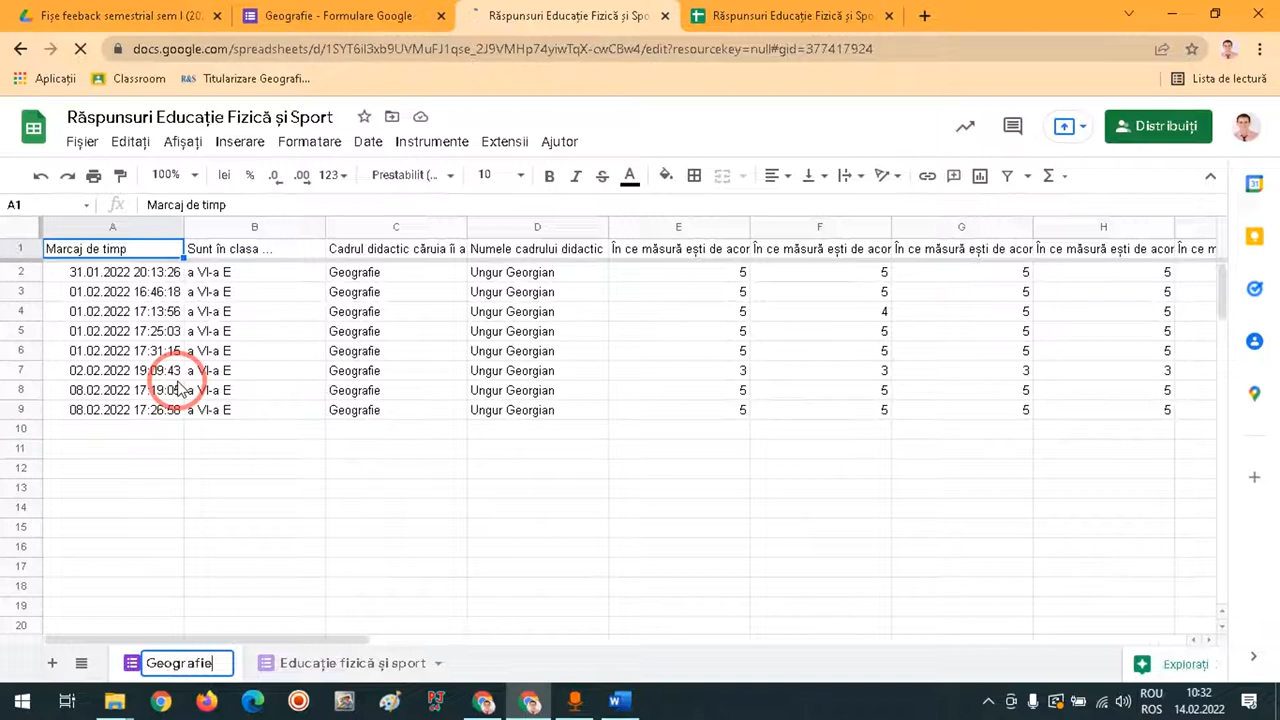 Fișe feedback semestrial sem I (20
Geografie - Formulare Google
Răspunsuri Educație Fizică și Spo
Răspunsuri Educație Fizică și Spo
docs.google.com/spreadsheets/d/1SYT6iI3xb9UVMuFJ1qse_2J9VMHp74yiwTqX-cwCBw4/edit?resourcekey=null#gid=377417924
Aplicații
Classroom
R&S Titularizare Geografi...
Lista de lectură
Răspunsuri Educație Fizică și Sport
Fișier Editați Afișați Inserare Formatare Date Instrumente Extensii Ajutor
Distribuiți
100% lei % .0 .00 123 Prestabilit (... 10 B I S A
A1 fx Marcaj de timp
A B C D E F G H
1 Marcaj de timp Sunt în clasa ... Cadrul didactic căruia îi a Numele cadrului didactic În ce măsură ești de acor În ce măsură ești de acor În ce măsură ești de acor În ce măsură ești de acor În ce m
2 31.01.2022 20:13:26 a VI-a E Geografie Ungur Georgian 5 5 5 5
3 01.02.2022 16:46:18 a VI-a E Geografie Ungur Georgian 5 5 5 5
4 01.02.2022 17:13:56 a VI-a E Geografie Ungur Georgian 5 4 5 5
5 01.02.2022 17:25:03 a VI-a E Geografie Ungur Georgian 5 5 5 5
6 01.02.2022 17:31:15 a VI-a E Geografie Ungur Georgian 5 5 5 5
7 02.02.2022 19:09:43 a VI-a E Geografie Ungur Georgian 3 3 3 3
8 08.02.2022 a VI-a E Geografie Ungur Georgian 5 5 5 5
9 08.02.2022 17:26:58 a VI-a E Geografie Ungur Georgian 5 5 5 5
10
11
12
13
14
15
16
17
18
19
20
Geografie
Educație fizică și sport
Explorați
ROU
ROS
10:32
14.02.2022